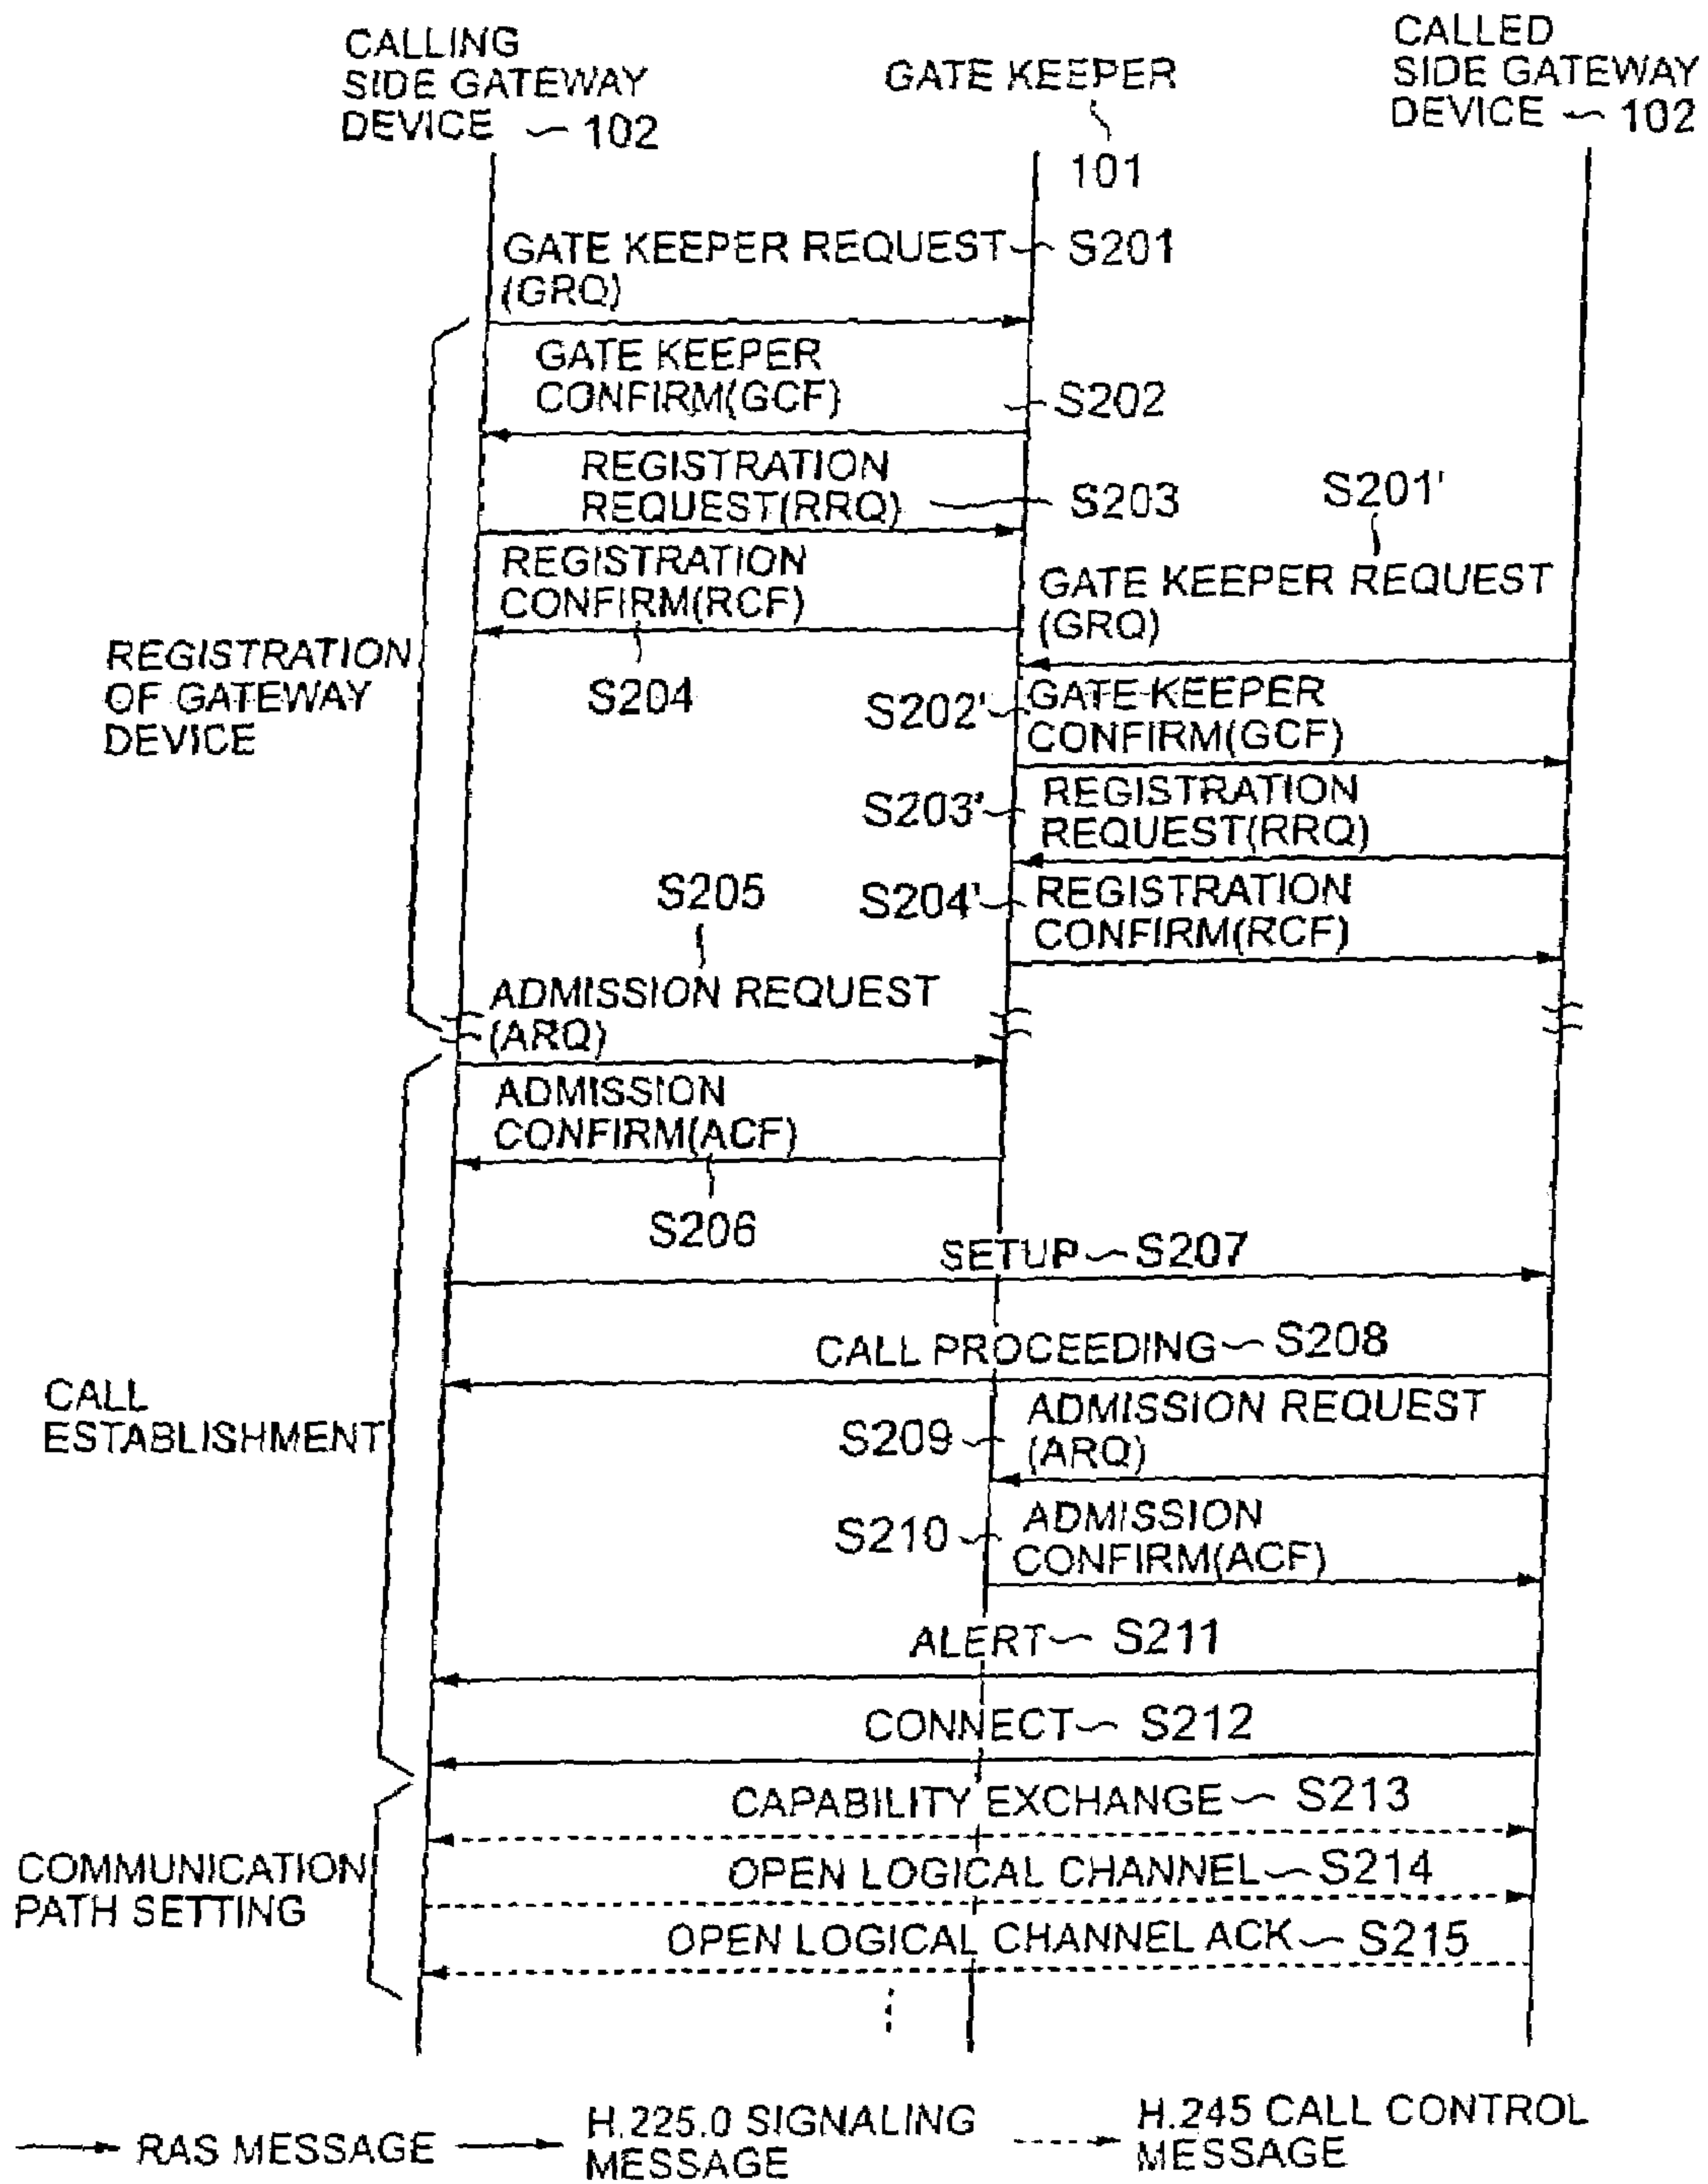 CALLING
SIDE GATEWAY
DEVICE 102
GATE KEEPER
101
CALLED
SIDE GATEWAY
DEVICE 102
GATE KEEPER REQUEST S201
(GRQ)
GATE KEEPER
CONFIRM(GCF) S202
REGISTRATION
REQUEST(RRQ) S203
S201'
REGISTRATION
CONFIRM(RCF)
GATE KEEPER REQUEST
(GRQ)
REGISTRATION
OF GATEWAY
DEVICE
S204
S202' GATE KEEPER
CONFIRM(GCF)
S203' REGISTRATION
REQUEST(RRQ)
S205
S204' REGISTRATION
CONFIRM(RCF)
ADMISSION REQUEST
(ARQ)
ADMISSION
CONFIRM(ACF)
S206
SETUP S207
CALL PROCEEDING S208
CALL
ESTABLISHMENT
S209 ADMISSION REQUEST
(ARQ)
S210 ADMISSION
CONFIRM(ACF)
ALERT S211
CONNECT S212
CAPABILITY EXCHANGE S213
COMMUNICATION
PATH SETTING
OPEN LOGICAL CHANNEL S214
OPEN LOGICAL CHANNEL ACK S215
RAS MESSAGE
H.225.0 SIGNALING
MESSAGE
H.245 CALL CONTROL
MESSAGE